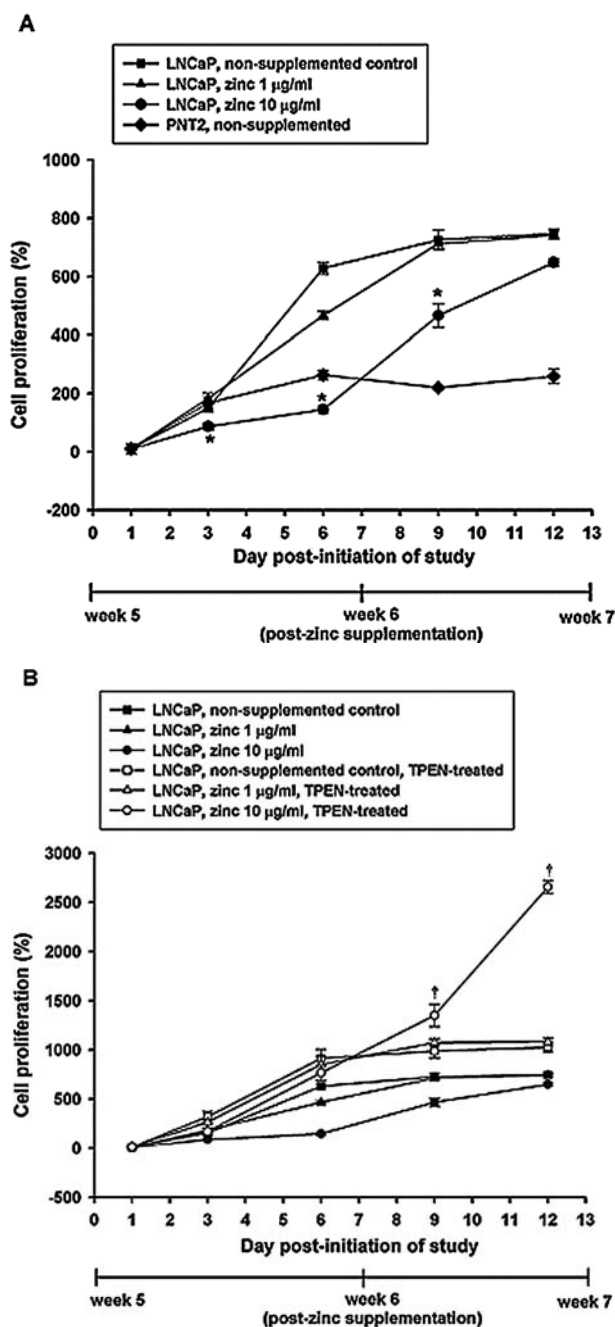 A
LNCaP, non-supplemented control
LNCaP, zinc 1 µg/ml
LNCaP, zinc 10 µg/ml
PNT2, non-supplemented
1000
800
600
400
200
0
-200
Cell proliferation (%)
*
*
*
0 1 2 3 4 5 6 7 8 9 10 11 12 13
Day post-initiation of study
week 5 week 6 week 7
(post-zinc supplementation)
B
LNCaP, non-supplemented control
LNCaP, zinc 1 µg/ml
LNCaP, zinc 10 µg/ml
LNCaP, non-supplemented control, TPEN-treated
LNCaP, zinc 1 µg/ml, TPEN-treated
LNCaP, zinc 10 µg/ml, TPEN-treated
3000
2500
2000
1500
1000
500
0
-500
Cell proliferation (%)
†
†
0 1 2 3 4 5 6 7 8 9 10 11 12 13
Day post-initiation of study
week 5 week 6 week 7
(post-zinc supplementation)